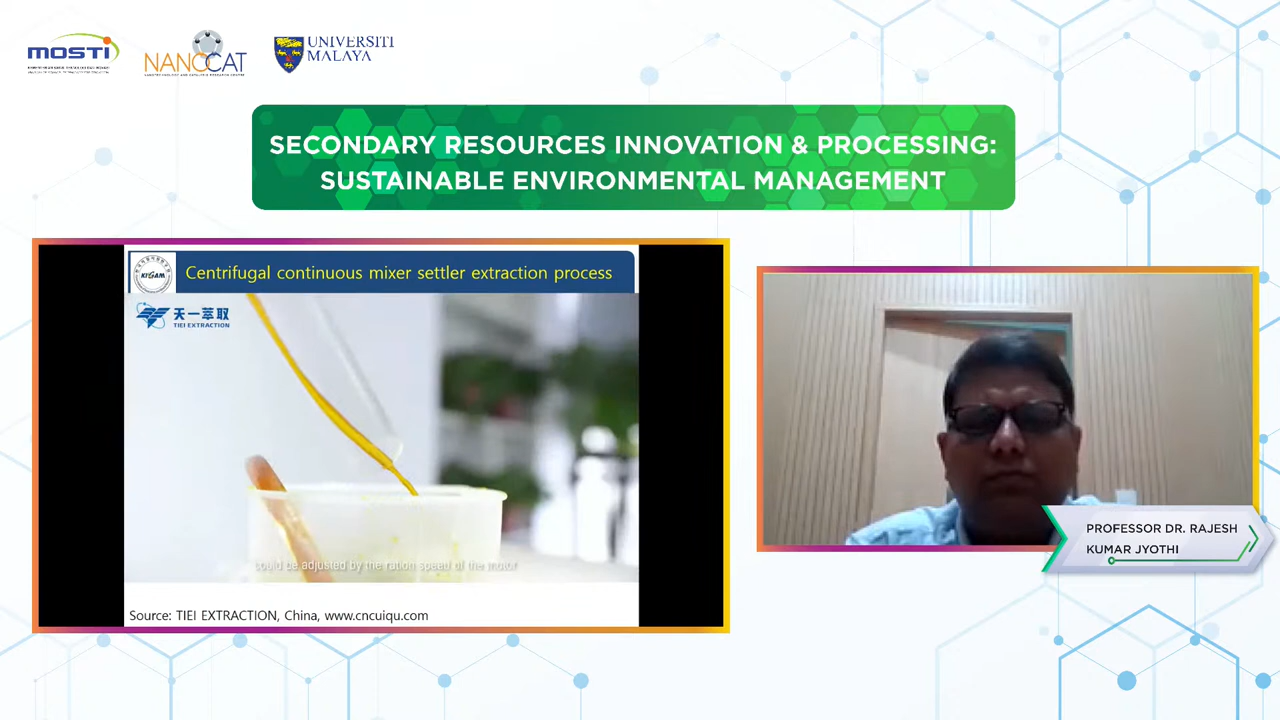 MOSTI
NANOCAT
UNIVERSITI
MALAYA
SECONDARY RESOURCES INNOVATION & PROCESSING:
SUSTAINABLE ENVIRONMENTAL MANAGEMENT
KIGAM
Centrifugal continuous mixer settler extraction process
天一萃取
TIEI EXTRACTION
could be adjusted by the ration speed of the motor
Source: TIEI EXTRACTION, China, www.cncuiqu.com
PROFESSOR DR. RAJESH
KUMAR JYOTHI